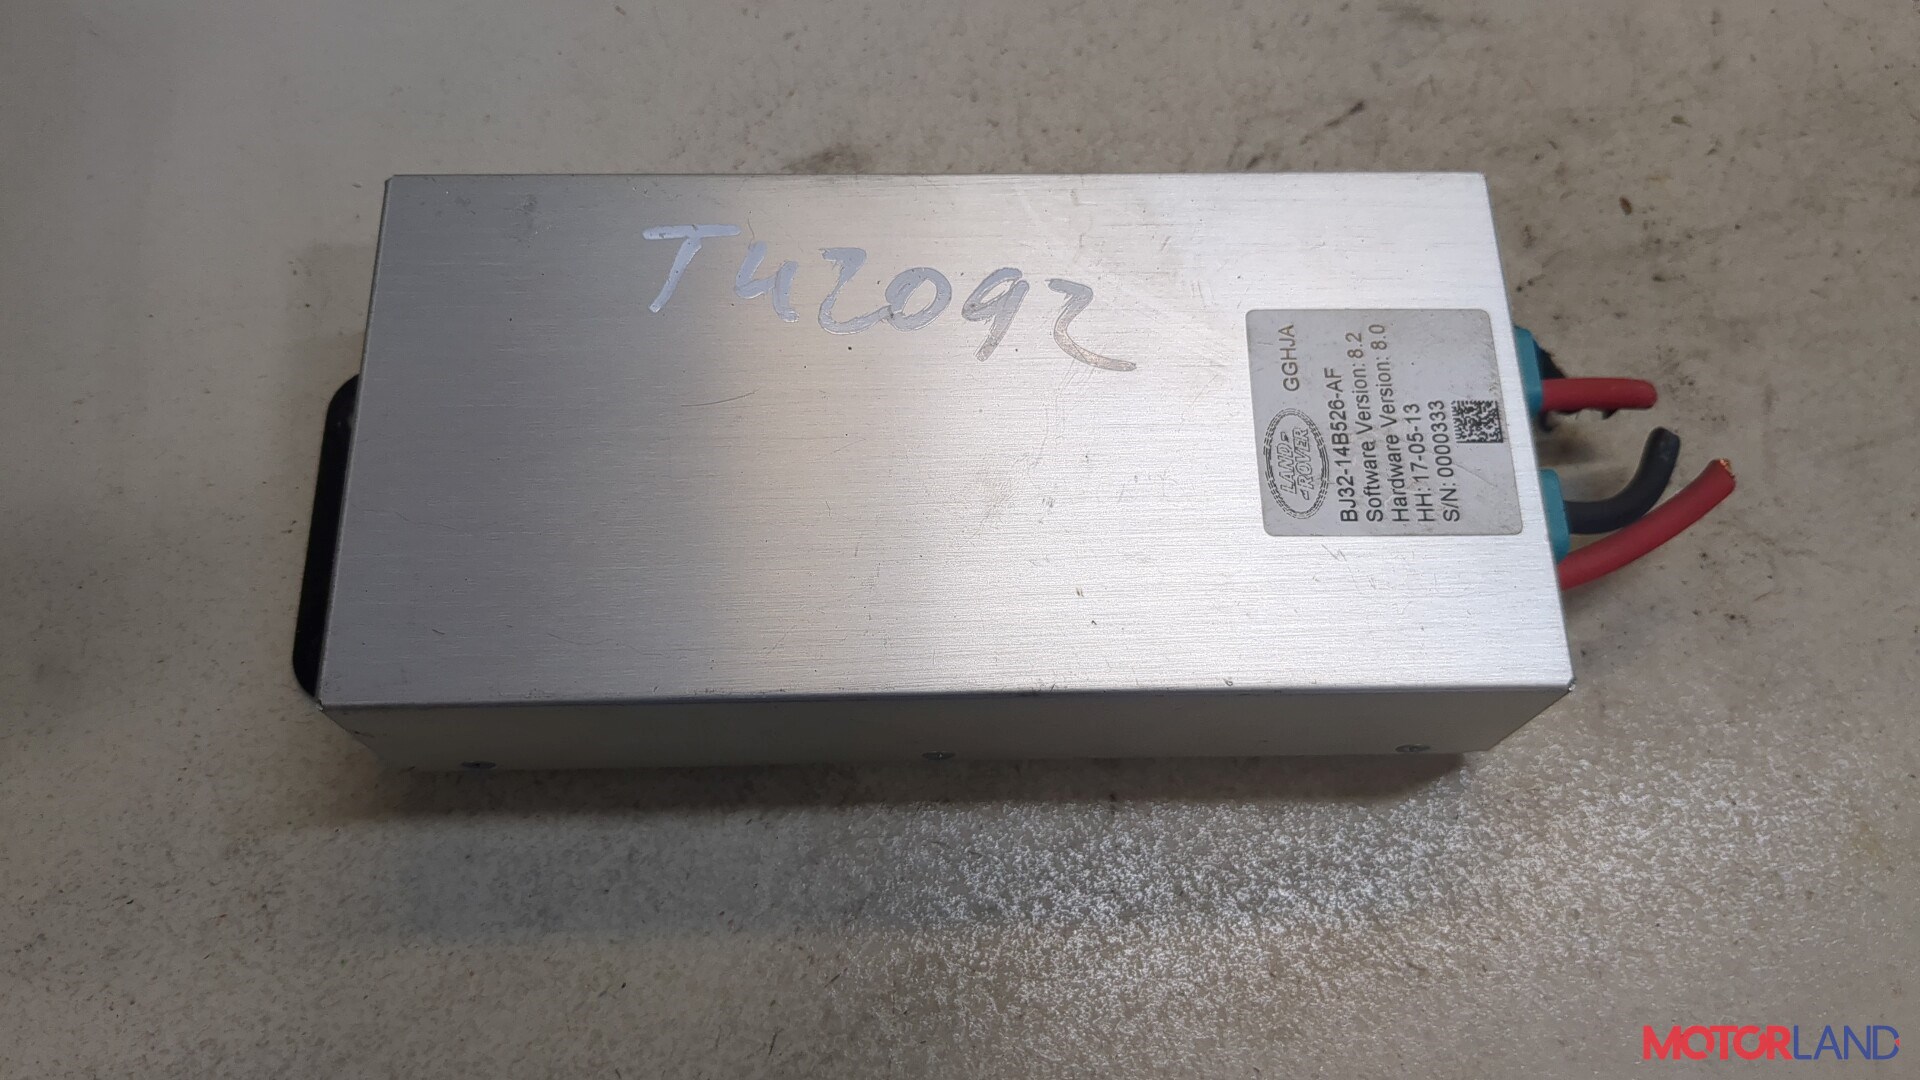 TU2092
LAND ROVER
GGHJA
BJ32-14B526-AF
Software Version: 8.2
Hardware Version: 8.0
HH: 17-05-13
S/N: 0000333
MOTORLAND